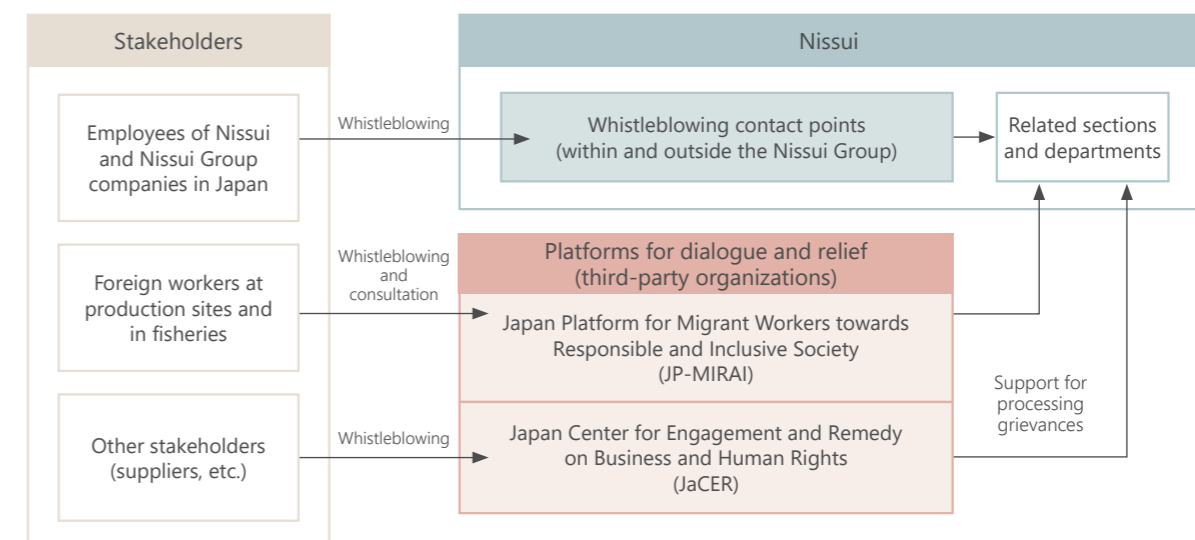 Stakeholders
Nissui
Employees of Nissui
and Nissui Group
companies in Japan
Whistleblowing
Whistleblowing contact points
(within and outside the Nissui Group)
Related sections
and departments
Foreign workers at
production sites and
in fisheries
Whistleblowing
and
consultation
Platforms for dialogue and relief
(third-party organizations)
Japan Platform for Migrant Workers towards
Responsible and Inclusive Society
(JP-MIRAI)
Other stakeholders
(suppliers, etc.)
Whistleblowing
Japan Center for Engagement and Remedy
on Business and Human Rights
(JaCER)
Support for
processing
grievances